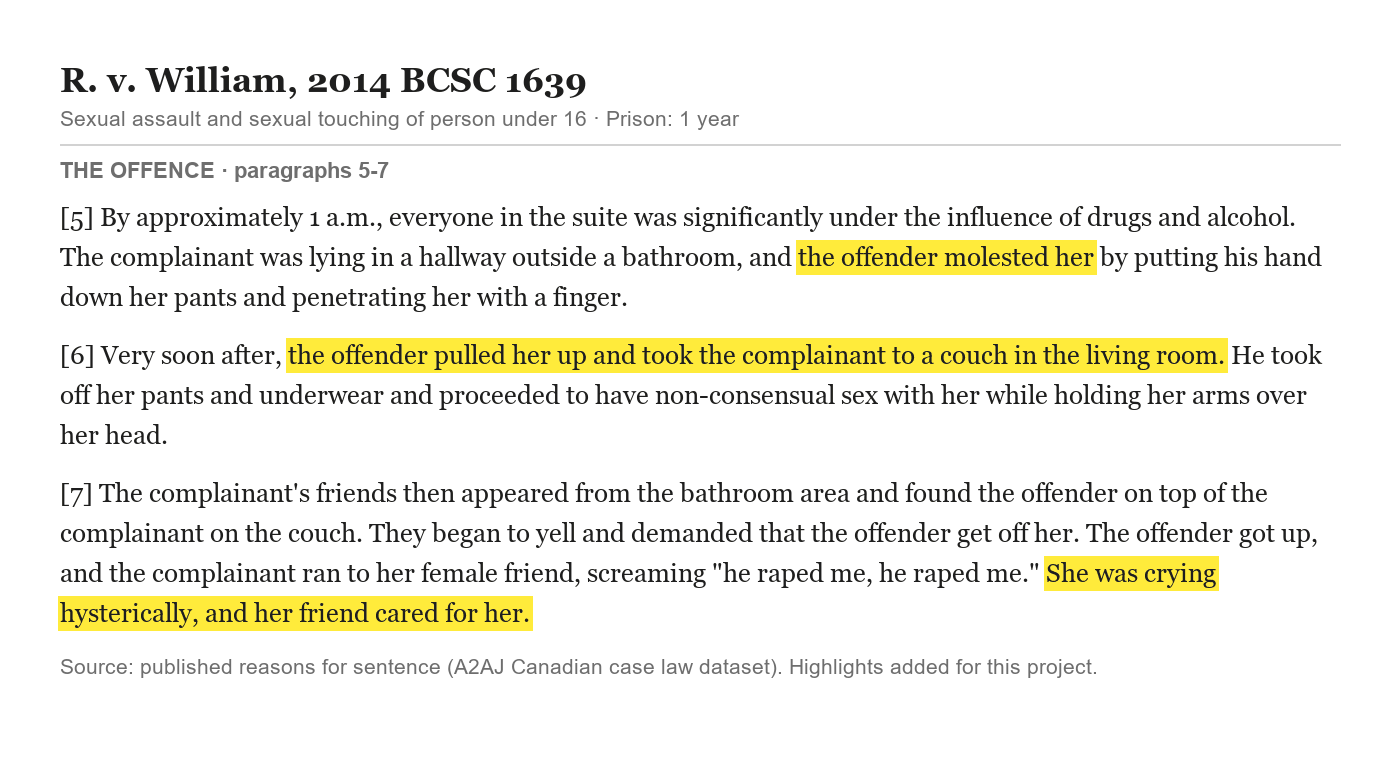 R. v. William, 2014 BCSC 1639
Sexual assault and sexual touching of person under 16 · Prison: 1 year
THE OFFENCE · paragraphs 5-7
[5] By approximately 1 a.m., everyone in the suite was significantly under the influence of drugs and alcohol.
The complainant was lying in a hallway outside a bathroom, and the offender molested her by putting his hand
down her pants and penetrating her with a finger.
[6] Very soon after, the offender pulled her up and took the complainant to a couch in the living room. He took
off her pants and underwear and proceeded to have non-consensual sex with her while holding her arms over
her head.
[7] The complainant's friends then appeared from the bathroom area and found the offender on top of the
complainant on the couch. They began to yell and demanded that the offender get off her. The offender got up,
and the complainant ran to her female friend, screaming "he raped me, he raped me." She was crying
hysterically, and her friend cared for her.
Source: published reasons for sentence (A2AJ Canadian case law dataset). Highlights added for this project.